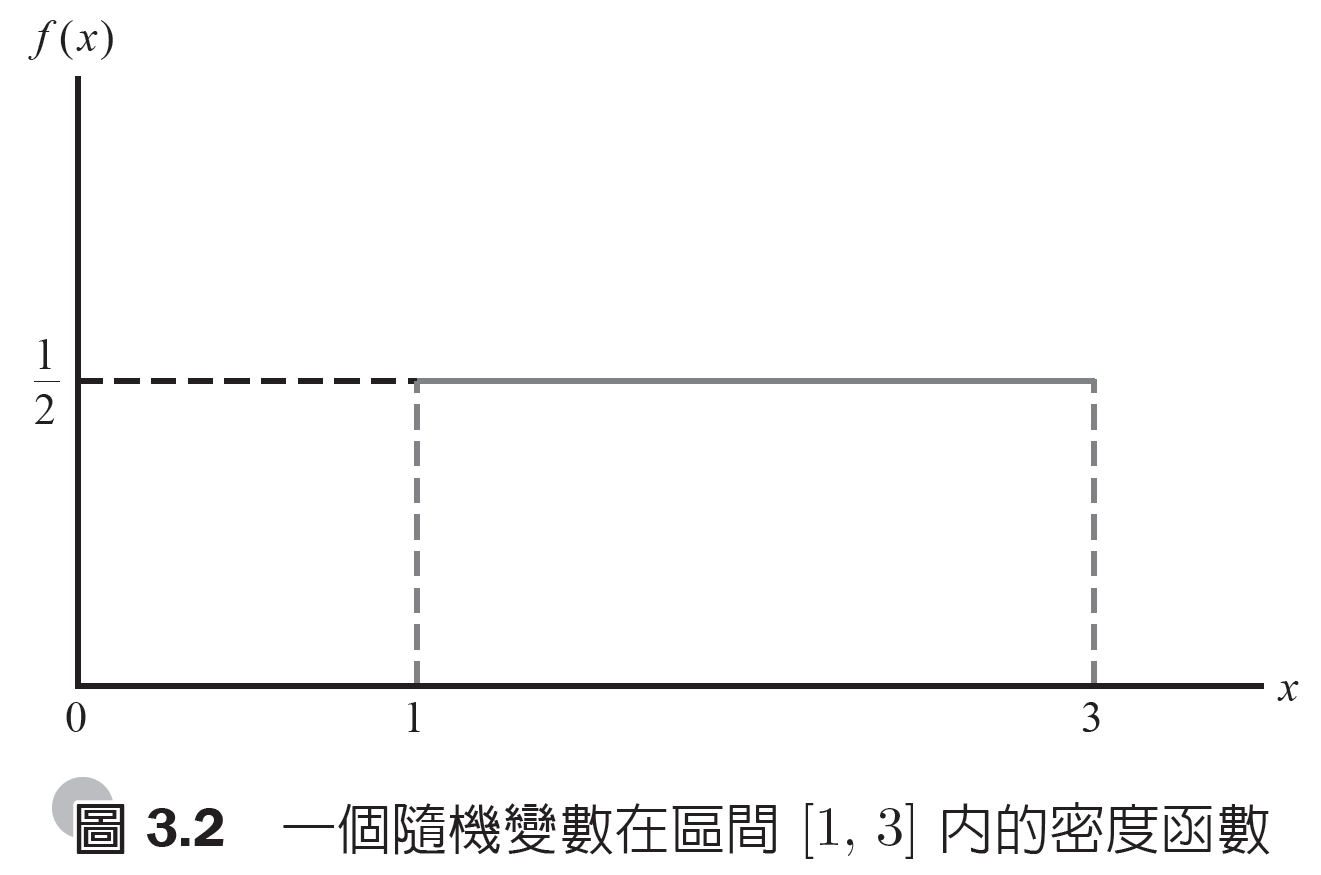 f(x)
1
2
0 1 3 x
圖 3.2 一個隨機變數在區間 [1, 3] 內的密度函數